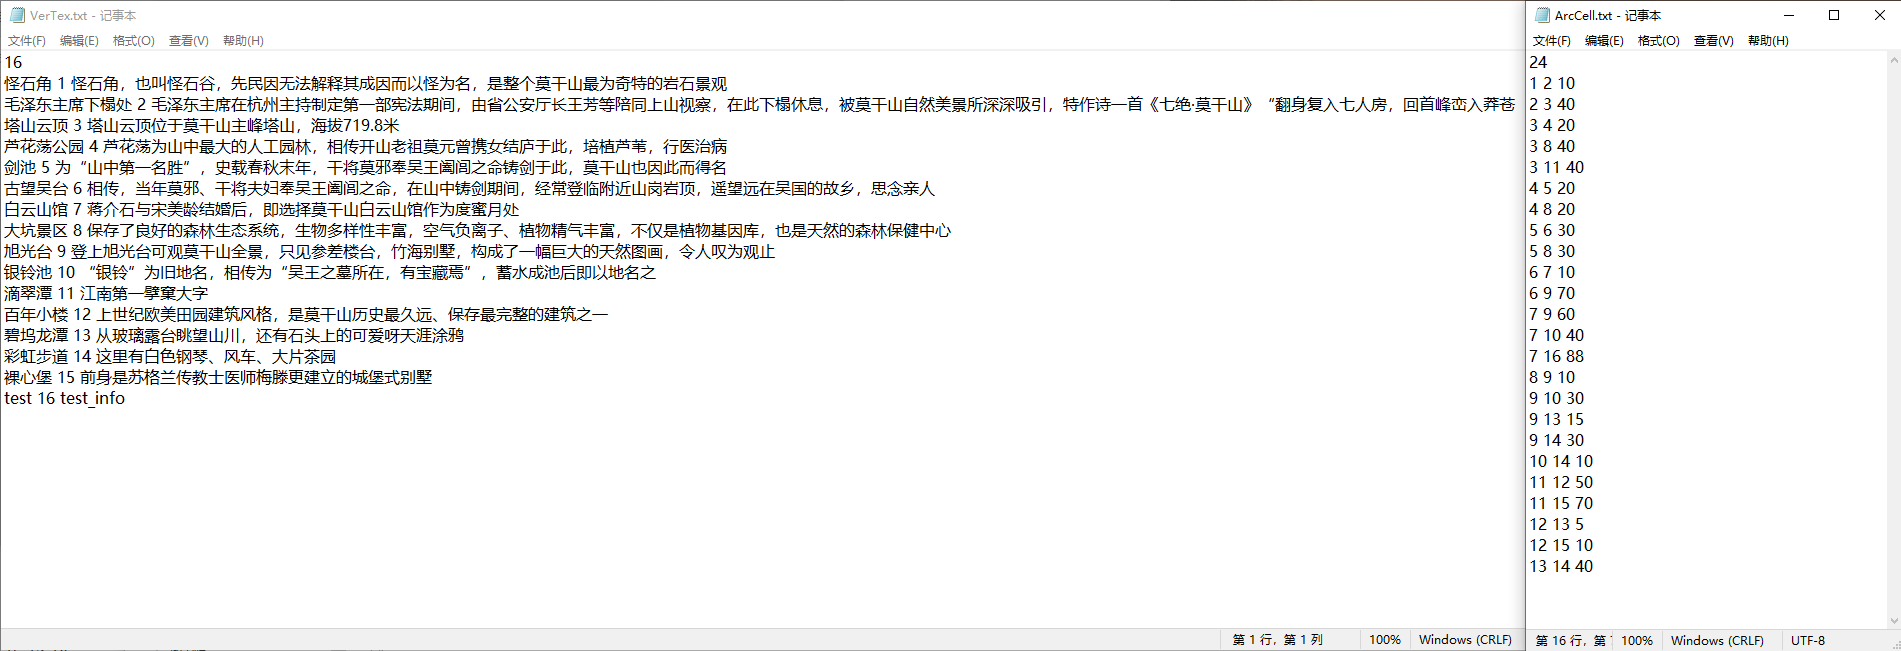 VerTex.txt - 记事本
文件(F) 编辑(E) 格式(O) 查看(V) 帮助(H)
16
怪石角 1 怪石角，也叫怪石谷，先民因无法解释其成因而以怪为名，是整个莫干山最为奇特的岩石景观
毛泽东主席下榻处 2 毛泽东主席在杭州主持制定第一部宪法期间，由省公安厅长王芳等陪同上山视察，在此下榻休息，被莫干山自然美景所深深吸引，特作诗一首《七绝·莫干山》“翻身复入七人房，回首峰峦入莽苍
塔山云顶 3 塔山云顶位于莫干山主峰塔山，海拔719.8米
芦花荡公园 4 芦花荡为山中最大的人工园林，相传开山老祖莫元曾携女结庐于此，培植芦苇，行医治病
剑池 5 为“山中第一名胜”，史载春秋末年，干将莫邪奉吴王阖闾之命铸剑于此，莫干山也因此而得名
古望吴台 6 相传，当年莫邪、干将夫妇奉吴王阖闾之命，在山中铸剑期间，经常登临附近山岗岩顶，遥望远在吴国的故乡，思念亲人
白云山馆 7 蒋介石与宋美龄结婚后，即选择莫干山白云山馆作为度蜜月处
大坑景区 8 保存了良好的森林生态系统，生物多样性丰富，空气负离子、植物精气丰富，不仅是植物基因库，也是天然的森林保健中心
旭光台 9 登上旭光台可观莫干山全景，只见参差楼台，竹海别墅，构成了一幅巨大的天然图画，令人叹为观止
银铃池 10 “银铃”为旧地名，相传为“吴王之墓所在，有宝藏焉”，蓄水成池后即以地名之
滴翠潭 11 江南第一擘窠大字
百年小楼 12 上世纪欧美田园建筑风格，是莫干山历史最久远、保存最完整的建筑之一
碧坞龙潭 13 从玻璃露台眺望山川，还有石头上的可爱呀天涯涂鸦
彩虹步道 14 这里有白色钢琴、风车、大片茶园
裸心堡 15 前身是苏格兰传教士医师梅滕更建立的城堡式别墅
test 16 test_info
第 1 行，第 1 列 100% Windows (CRLF)
ArcCell.txt - 记事本
文件(F) 编辑(E) 格式(O) 查看(V) 帮助(H)
24
1 2 10
2 3 40
3 4 20
3 8 40
3 11 40
4 5 20
4 8 20
5 6 30
5 8 30
6 7 10
6 9 70
7 9 60
7 10 40
7 16 88
8 9 10
9 10 30
9 13 15
9 14 30
10 14 10
11 12 50
11 15 70
12 13 5
12 15 10
13 14 40
第 16 行，第 100% Windows (CRLF) UTF-8